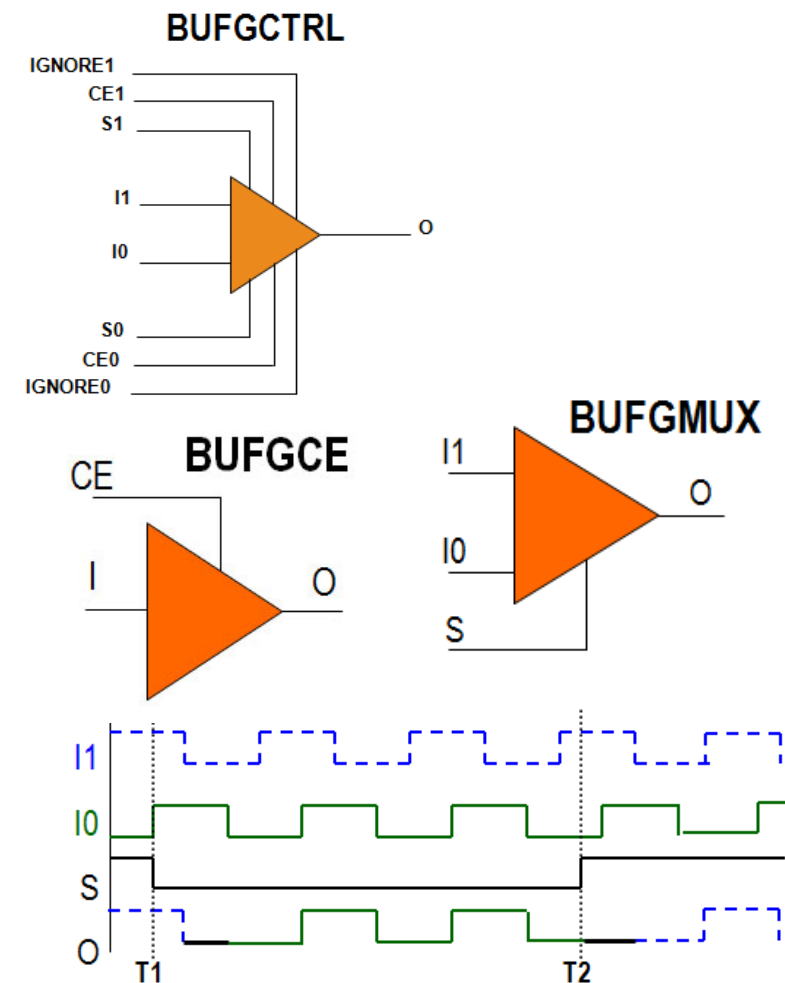 BUFGCTRL
IGNORE1
CE1
S1
I1
I0
O
S0
CE0
IGNORE0
BUFGCE
CE
I
O
BUFGMUX
I1
I0
O
S
I1
I0
S
O
T1
T2